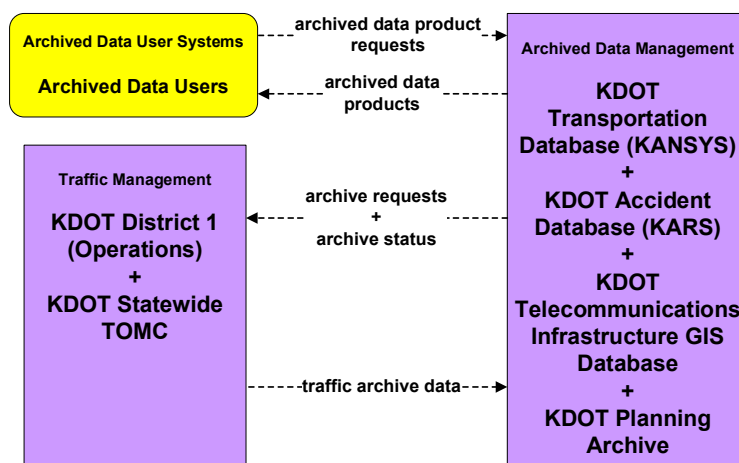 Archived Data User Systems
Archived Data Users
archived data product
requests
archived data
products
Archived Data Management
KDOT
Transportation
Database (KANSYS)
+
KDOT Accident
Database (KARS)
+
KDOT
Telecommunications
Infrastructure GIS
Database
+
KDOT Planning
Archive
Traffic Management
KDOT District 1
(Operations)
+
KDOT Statewide
TOMC
archive requests
+
archive status
traffic archive data